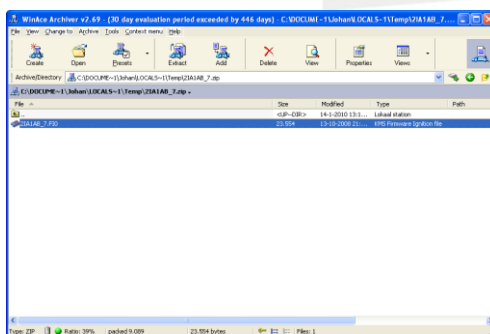 WinAce Archiver v2.69 - (30 day evaluation period exceeded by 446 days) - C:\DOCUME~1\Johan\LOCALS~1\Temp\2IA1AB_7....
File View Change to Archive Tools Context menu Help
Create Open Presets Extract Add Delete View Properties Views
Archive/Directory C:\DOCUME~1\Johan\LOCALS~1\Temp\2IA1AB_7.zip
C:\DOCUME~1\Johan\LOCALS~1\Temp\2IA1AB_7.zip
File Size Modified Type Path
.. <UP--DIR> 14-1-2010 13:1... Lokaal station
2IA1AB_7.FIO 23.554 13-10-2008 21:... KMS Firmware Ignition file
Type: ZIP Ratio: 39% packed 9.089 23.554 bytes Files: 1